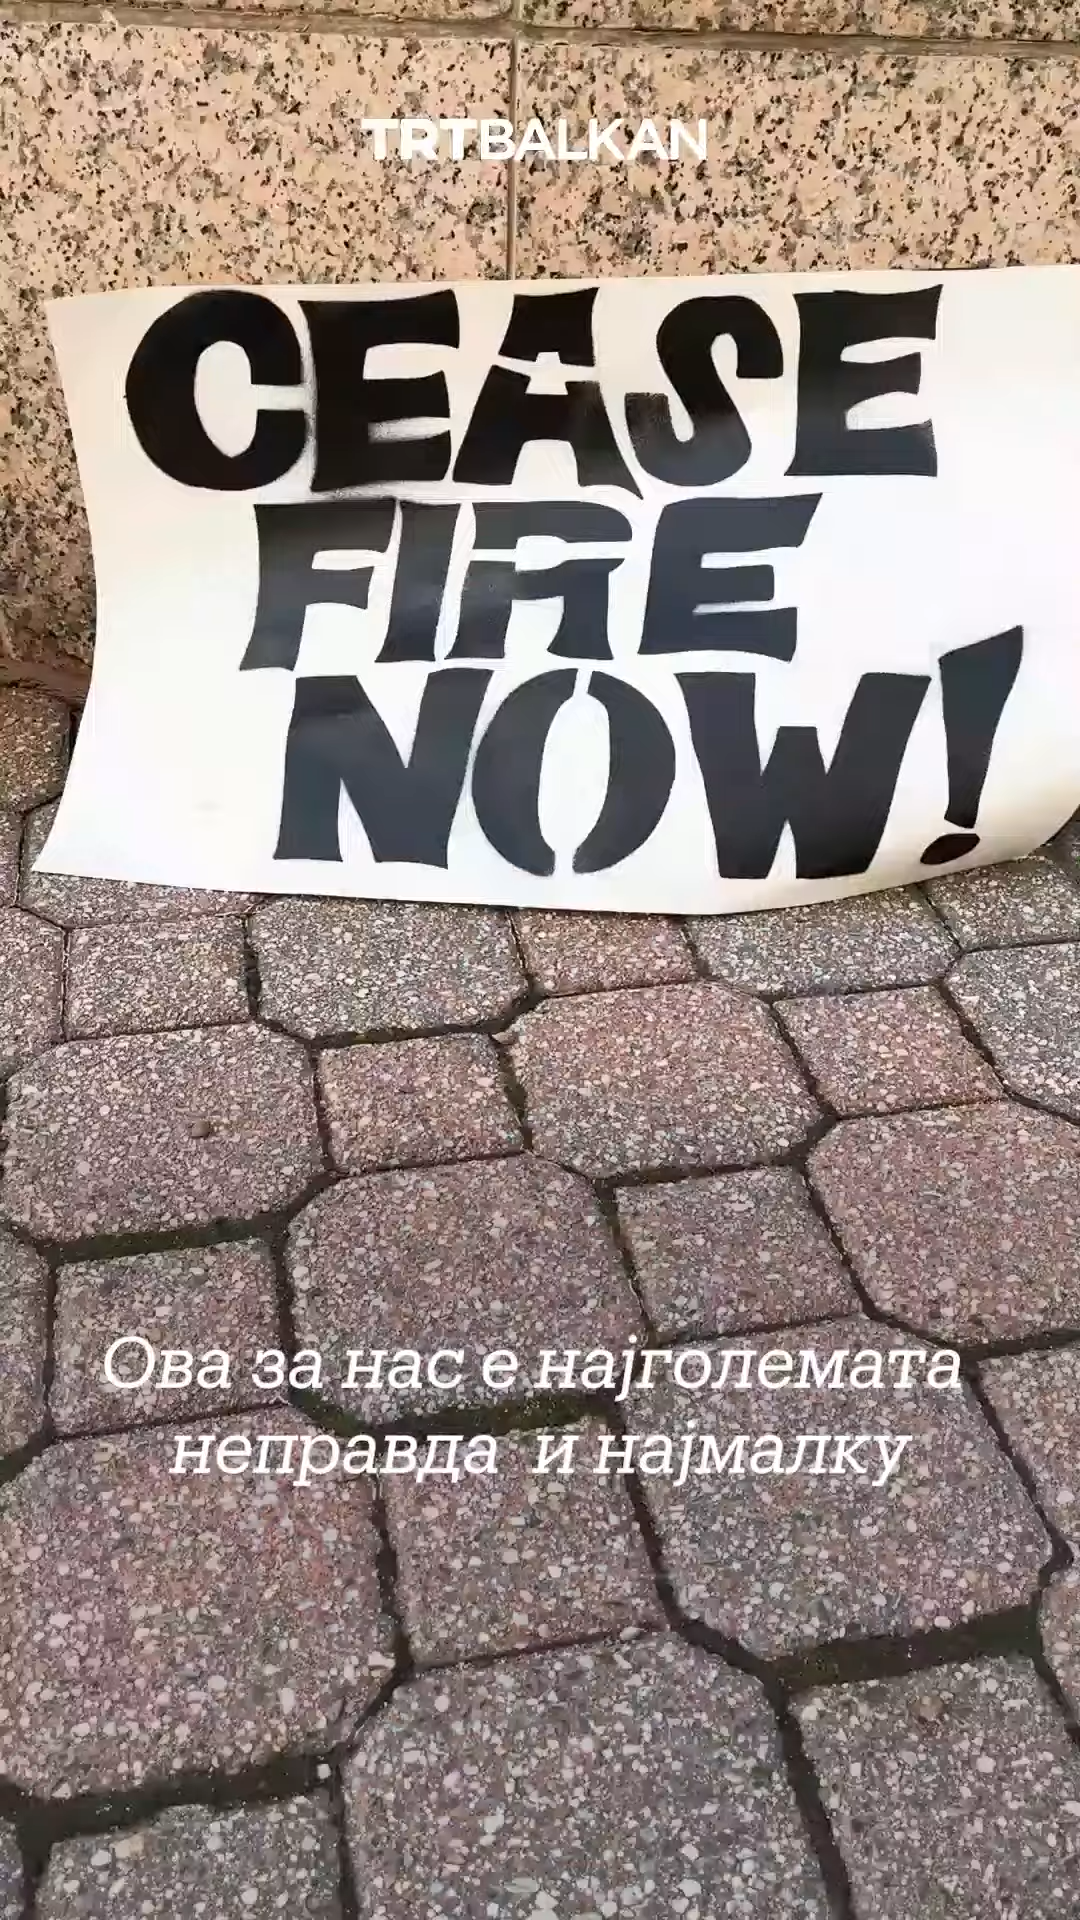 TRTBALKAN
CEASE
FIRE
NOW!
Ова за нас е најголемата
неправда и најмалку